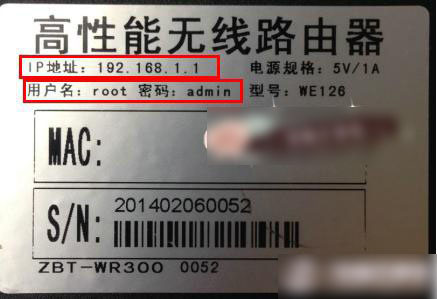 高性能无线路由器
IP地址：192.168.1.1 电源规格：5V/1A
用户名：root 密码：admin 型号：WE126
MAC:
S/N: 201402060052
ZBT-WR300 0052